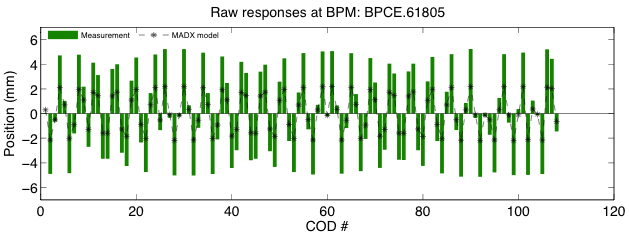 Raw responses at BPM: BPCE.61805
Measurement
MADX model
Position (mm)
6
4
2
0
−2
−4
−6
0
20
40
60
80
100
120
COD #